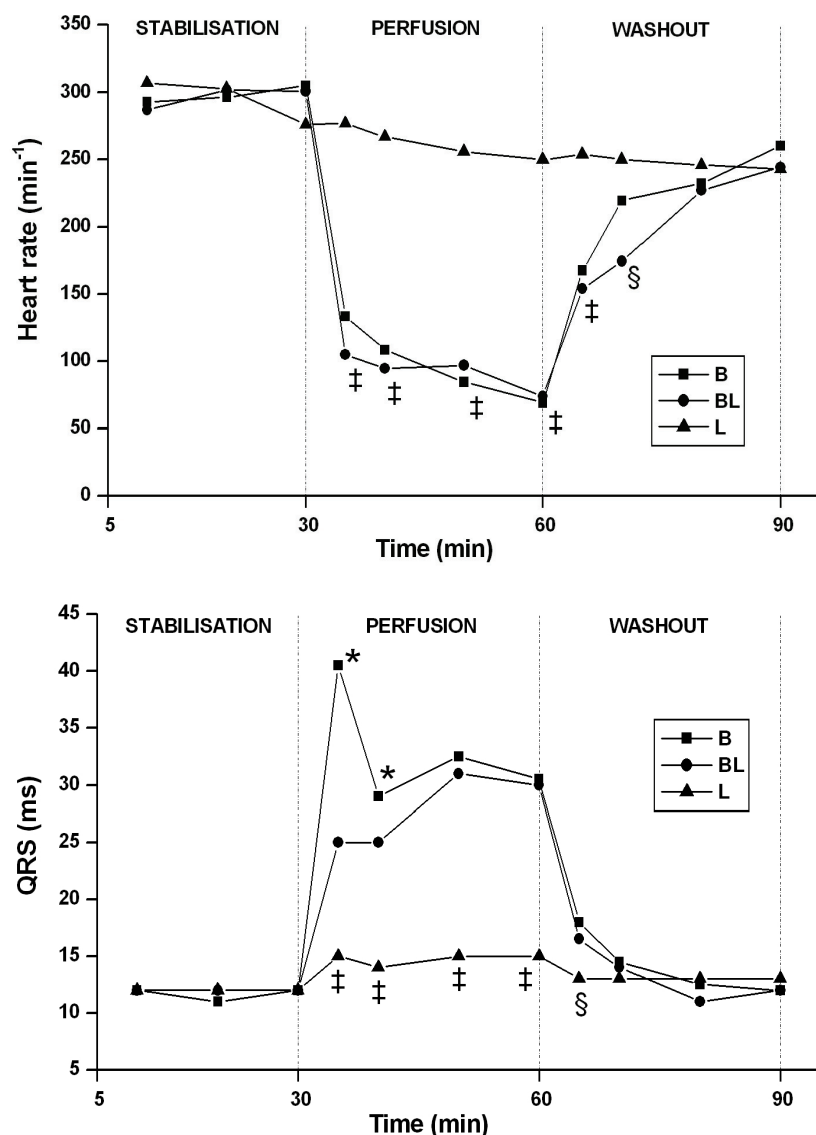 STABILISATION PERFUSION WASHOUT
350
300
250
200
150
100
50
0
Heart rate (min-1)
*
‡ ‡ ‡ ‡ ‡ §
B
BL
L
5 30 60 90
Time (min)
45
40
35
30
25
20
15
10
5
QRS (ms)
STABILISATION PERFUSION WASHOUT
* *
‡ ‡ ‡ ‡ §
B
BL
L
5 30 60 90
Time (min)